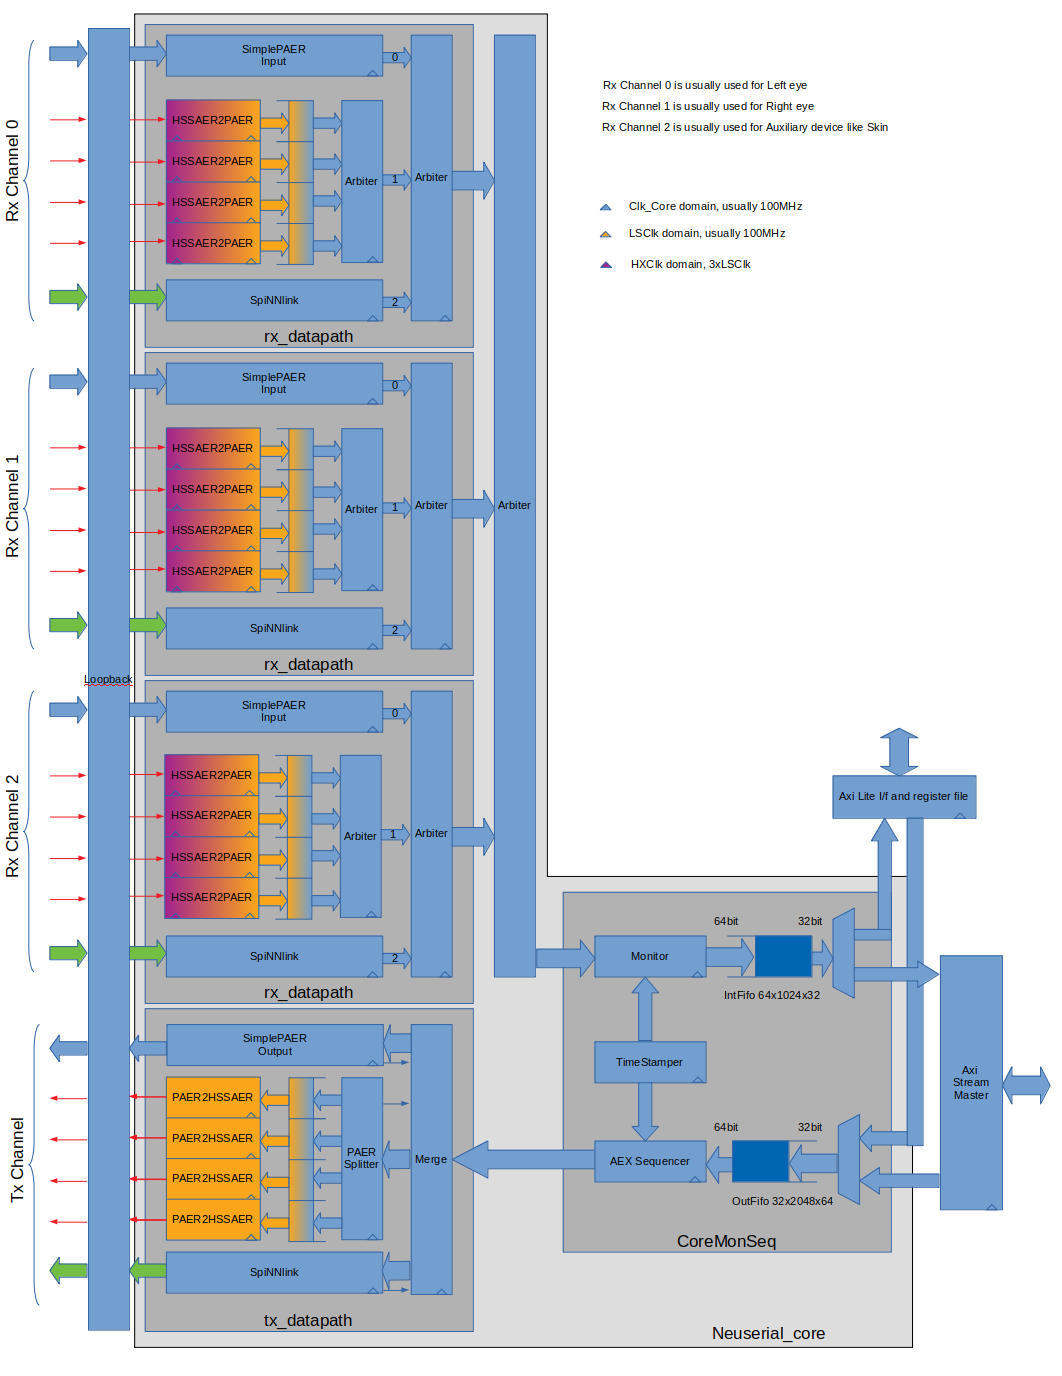 Rx Channel 0
SimplePAER
Input
0
HSSAER2PAER
HSSAER2PAER
HSSAER2PAER
HSSAER2PAER
Arbiter
1
Arbiter
SpiNNlink
2
rx_datapath
Rx Channel 0 is usually used for Left eye
Rx Channel 1 is usually used for Right eye
Rx Channel 2 is usually used for Auxiliary device like Skin
Clk_Core domain, usually 100MHz
LSClk domain, usually 100MHz
HXClk domain, 3xLSClk
Rx Channel 1
SimplePAER
Input
0
HSSAER2PAER
HSSAER2PAER
HSSAER2PAER
HSSAER2PAER
Arbiter
1
Arbiter
Arbiter
SpiNNlink
2
rx_datapath
Loopback
Rx Channel 2
SimplePAER
Input
0
HSSAER2PAER
HSSAER2PAER
HSSAER2PAER
HSSAER2PAER
Arbiter
1
Arbiter
SpiNNlink
2
rx_datapath
Axi Lite I/f and register file
64bit
32bit
Monitor
IntFifo 64x1024x32
TimeStamper
Axi
Stream
Master
64bit
32bit
AEX Sequencer
OutFifo 32x2048x64
CoreMonSeq
Tx Channel
SimplePAER
Output
PAER2HSSAER
PAER2HSSAER
PAER2HSSAER
PAER2HSSAER
PAER
Splitter
Merge
SpiNNlink
tx_datapath
Neuserial_core